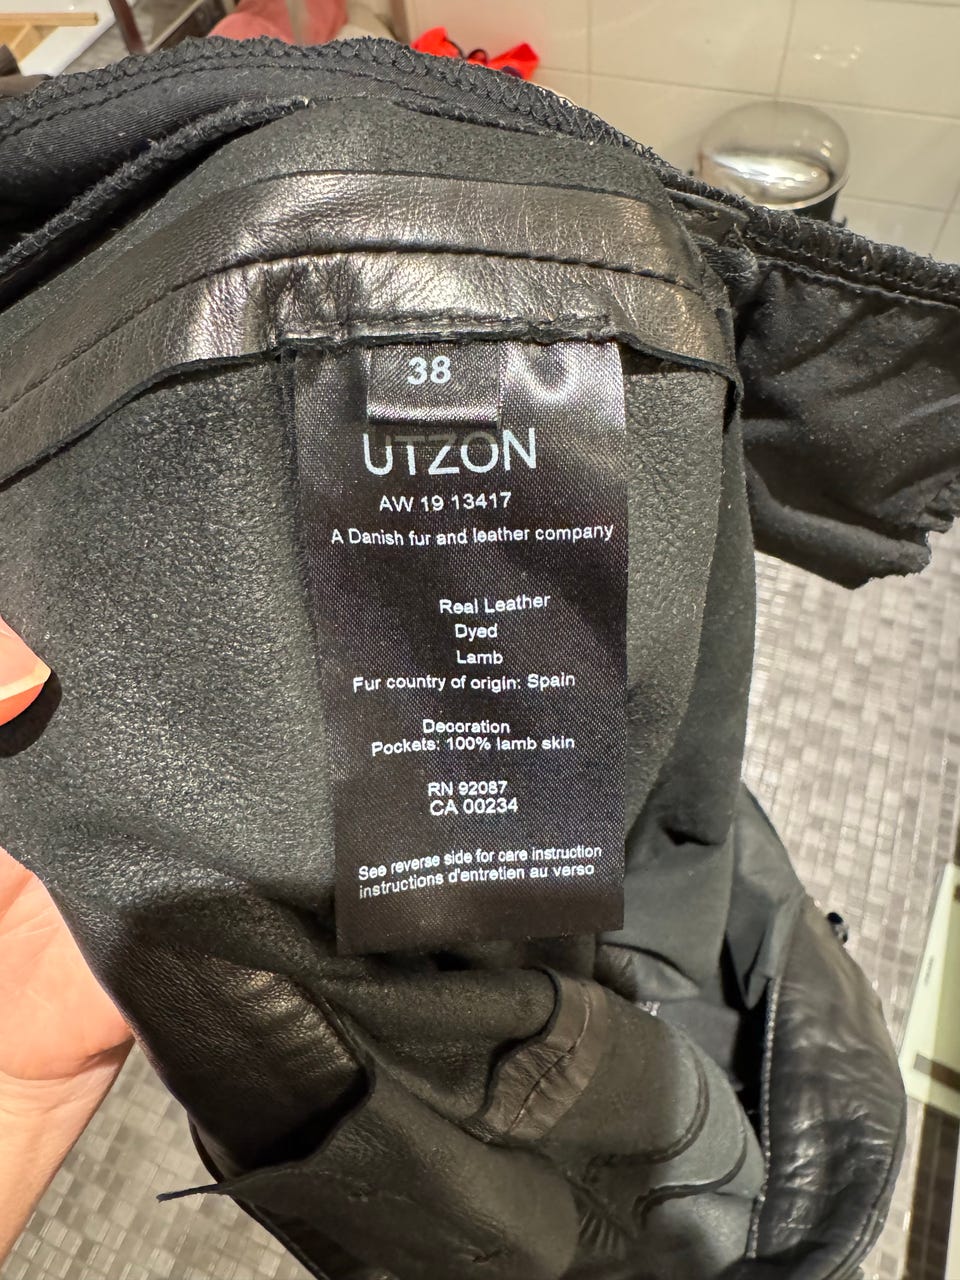 38
UTZON
AW 19 13417
A Danish fur and leather company
Real Leather
Dyed
Lamb
Fur country of origin: Spain
Decoration
Pockets: 100% lamb skin
RN 92087
CA 00234
See reverse side for care instruction
instructions d'entretien au verso